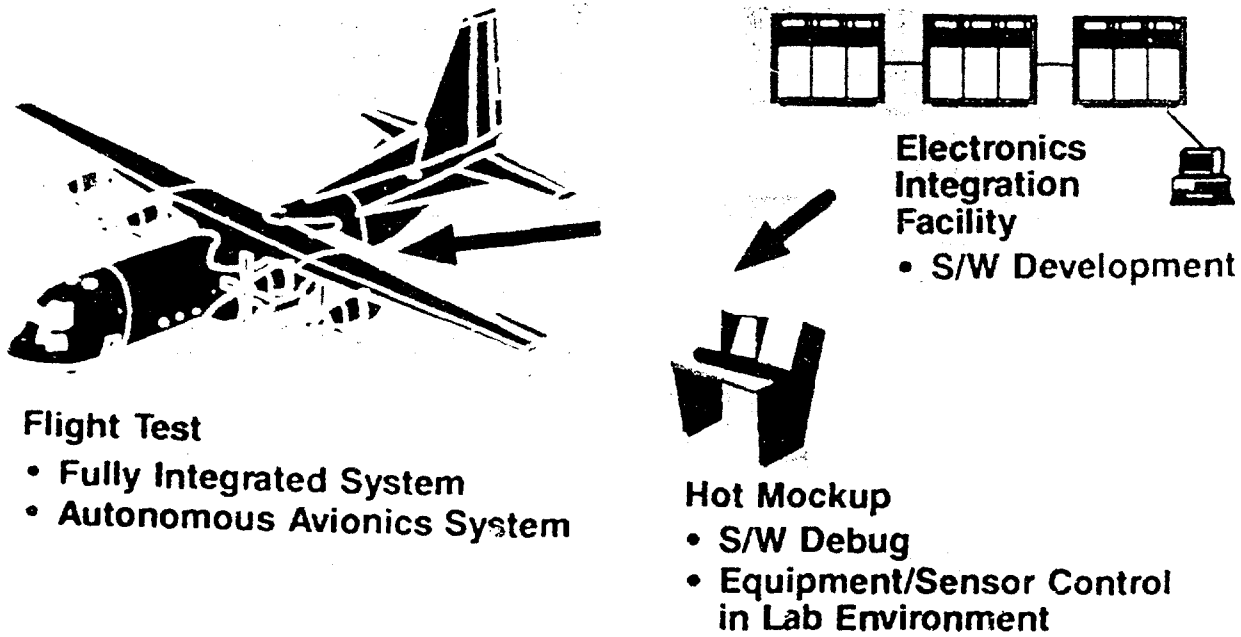 Electronics
Integration
Facility
• S/W Development
Flight Test
• Fully Integrated System
• Autonomous Avionics System
Hot Mockup
• S/W Debug
• Equipment/Sensor Control
in Lab Environment